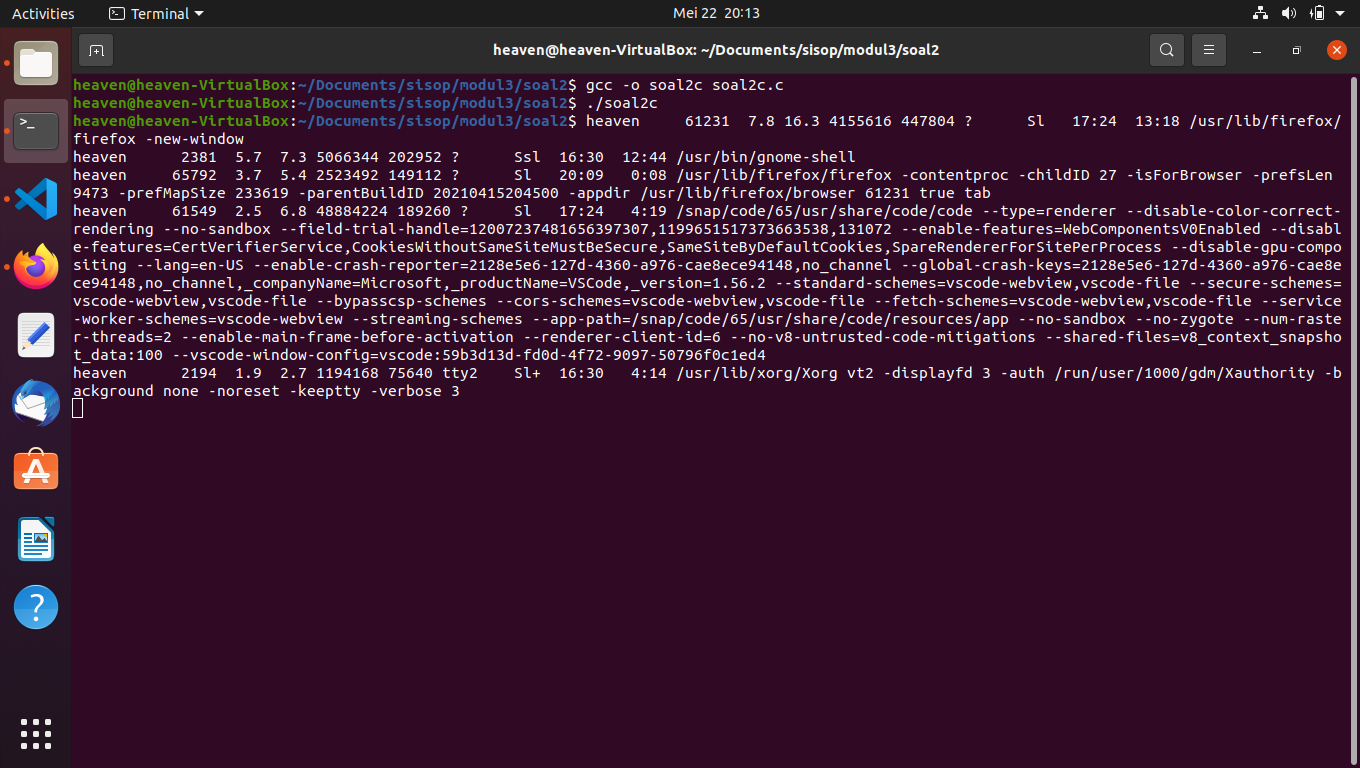 Activities
Terminal
Mei 22 20:13
heaven@heaven-VirtualBox: ~/Documents/sisop/modul3/soal2
heaven@heaven-VirtualBox:~/Documents/sisop/modul3/soal2$ gcc -o soal2c soal2c.c
heaven@heaven-VirtualBox:~/Documents/sisop/modul3/soal2$ ./soal2c
heaven@heaven-VirtualBox:~/Documents/sisop/modul3/soal2$ heaven     61231  7.8 16.3 4155616 447804 ?      Sl   17:24  13:18 /usr/lib/firefox/
firefox -new-window
heaven      2381  5.7  7.3 5066344 202952 ?     Ssl  16:30  12:44 /usr/bin/gnome-shell
heaven     65792  3.7  5.4 2523492 149112 ?     Sl   20:09   0:08 /usr/lib/firefox/firefox -contentproc -childID 27 -isForBrowser -prefsLen
9473 -prefMapSize 233619 -parentBuildID 20210415204500 -appdir /usr/lib/firefox/browser 61231 true tab
heaven     61549  2.5  6.8 48884224 189260 ?     Sl   17:24   4:19 /snap/code/65/usr/share/code/code --type=renderer --disable-color-correct-
rendering --no-sandbox --field-trial-handle=12007237481656397307,1199651517373663538,131072 --enable-features=WebComponentsV0Enabled --disabl
e-features=CertVerifierService,CookiesWithoutSameSiteMustBeSecure,SameSiteByDefaultCookies,SpareRendererForSitePerProcess --disable-gpu-compo
siting --lang=en-US --enable-crash-reporter=2128e5e6-127d-4360-a976-cae8ece94148,no_channel --global-crash-keys=2128e5e6-127d-4360-a976-cae8e
ce94148,no_channel,_companyName=Microsoft,_productName=VSCode,_version=1.56.2 --standard-schemes=vscode-webview,vscode-file --secure-schemes=
vscode-webview,vscode-file --bypasscsp-schemes --cors-schemes=vscode-webview,vscode-file --fetch-schemes=vscode-webview,vscode-file --service
-worker-schemes=vscode-webview --streaming-schemes --app-path=/snap/code/65/usr/share/code/resources/app --no-sandbox --no-zygote --num-raste
r-threads=2 --enable-main-frame-before-activation --renderer-client-id=6 --no-v8-untrusted-code-mitigations --shared-files=v8_context_snapsho
t_data:100 --vscode-window-config=vscode:59b3d13d-fd0d-4f72-9097-50796f0c1ed4
heaven      2194  1.9  2.7 1194168 75640 tty2    Sl+  16:30   4:14 /usr/lib/xorg/Xorg vt2 -displayfd 3 -auth /run/user/1000/gdm/Xauthority -b
ackground none -noreset -keeptty -verbose 3